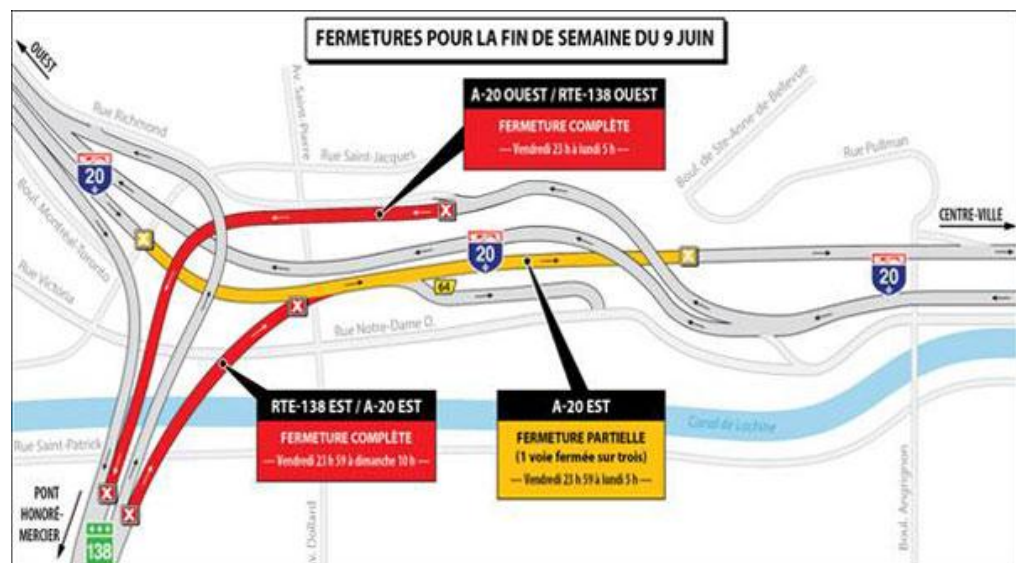 FERMETURES POUR LA FIN DE SEMAINE DU 9 JUIN
OUEST
Rue Richmond
Av. Saint-Pierre
A-20 OUEST / RTE-138 OUEST
FERMETURE COMPLÈTE
— Vendredi 23 h à lundi 5 h —
Boul. de Ste-Anne-de-Bellevue
Rue Saint-Jacques
Rue Pullman
20
Boul. Montréal-Toronto
CENTRE-VILLE
20
20
64
Rue Victoria
Rue Notre-Dame O.
RTE-138 EST / A-20 EST
FERMETURE COMPLÈTE
— Vendredi 23 h 59 à dimanche 10 h —
A-20 EST
FERMETURE PARTIELLE
(1 voie fermée sur trois)
— Vendredi 23 h 59 à lundi 5 h —
Canal de Lachine
Rue Saint-Patrick
PONT
HONORÉ-
MERCIER
138
Av. Dollard
Boul. Angrignon